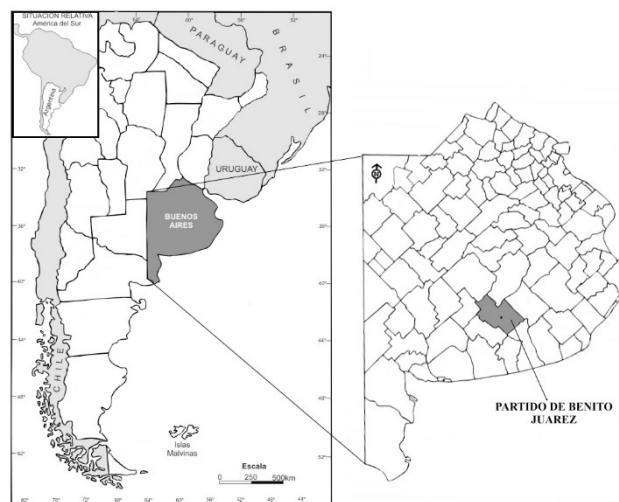 SITUACIÓN RELATIVA
América del Sur
Argentina
PARAGUAY
BRASIL
URUGUAY
BUENOS
AIRES
CHILE
Islas
Malvinas
Escala
0 250 500km
PARTIDO DE BENITO
JUAREZ